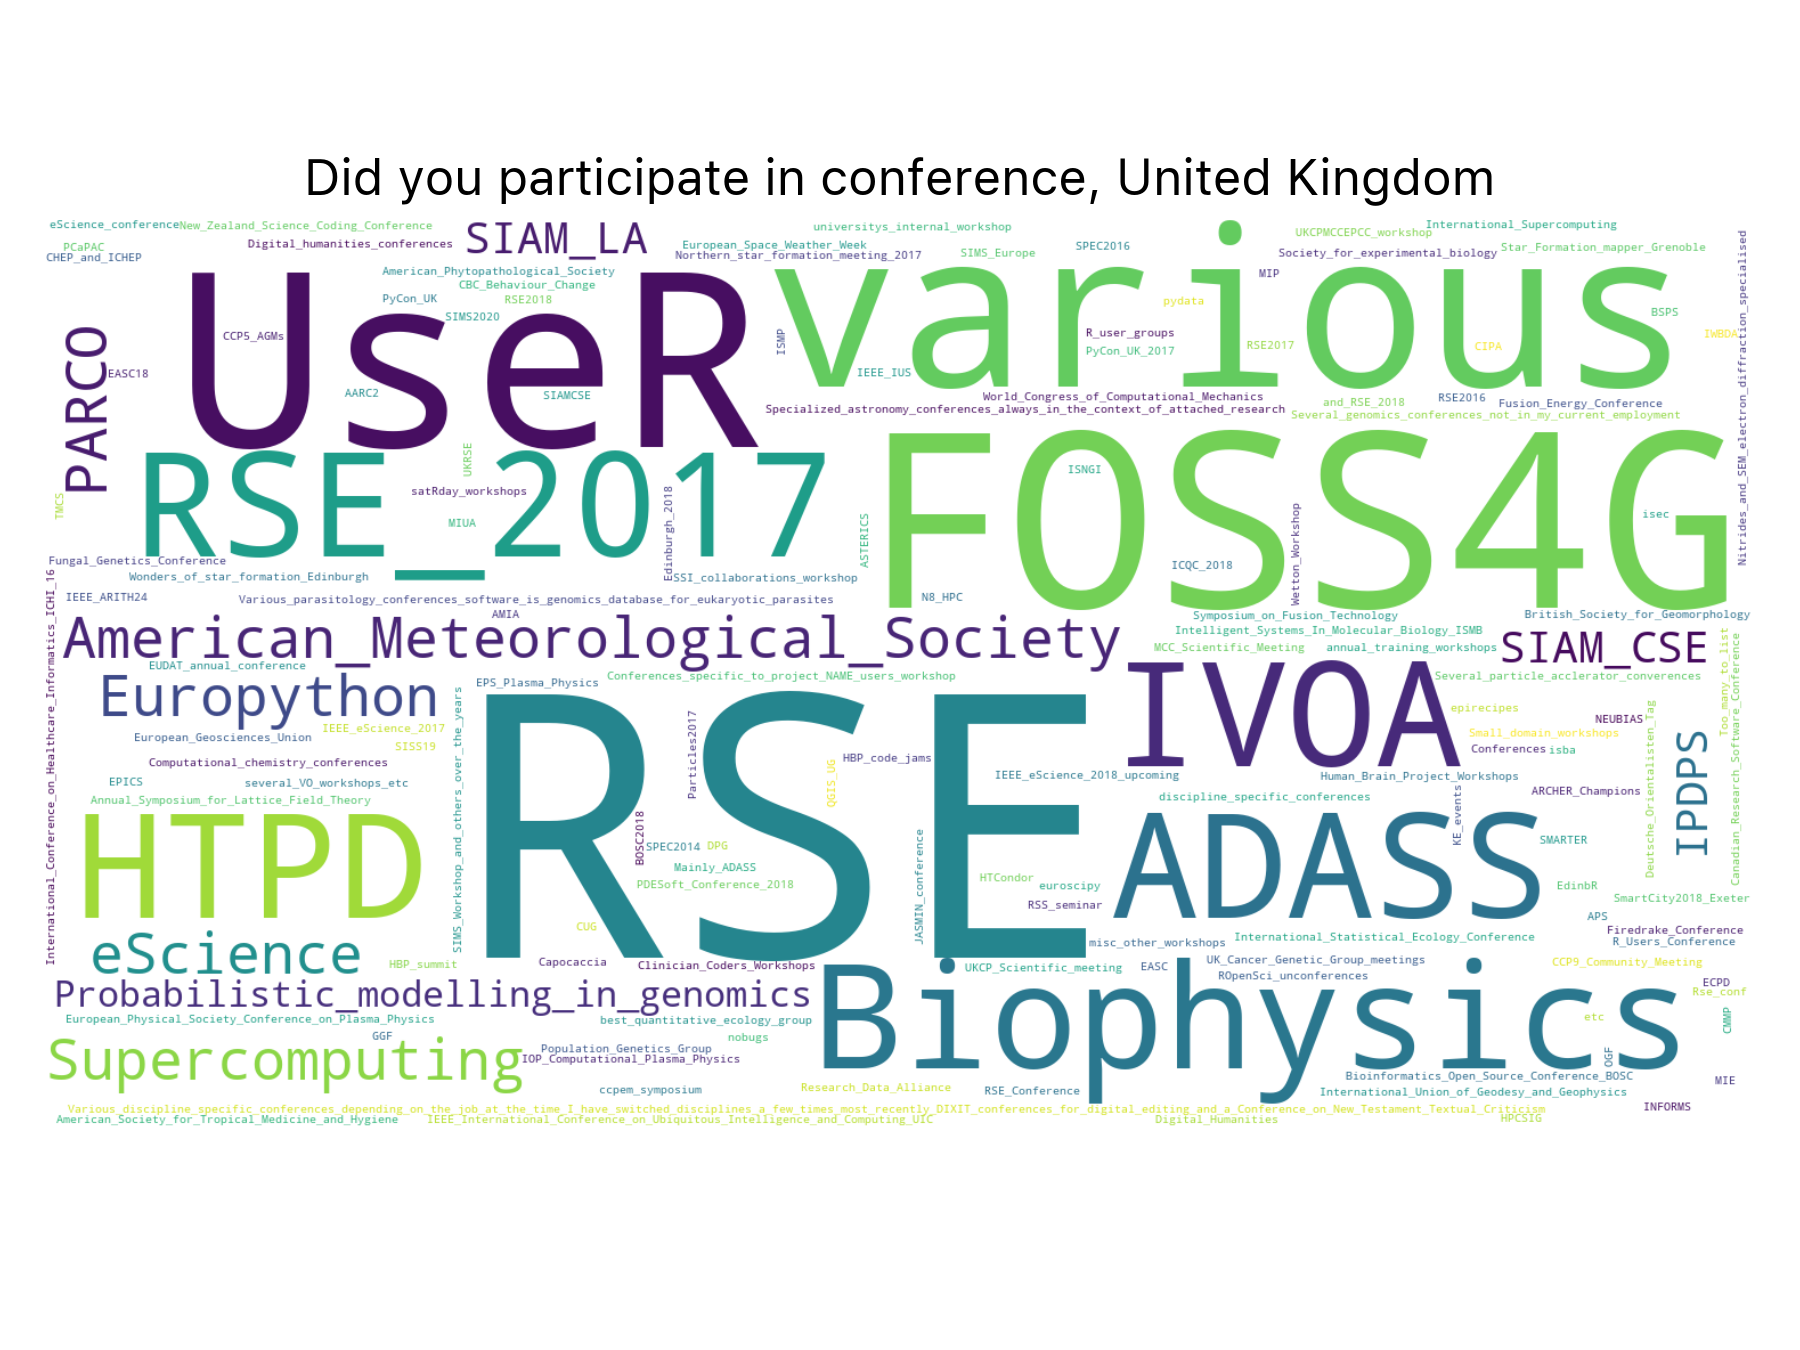 Did you participate in conference, United Kingdom
eScience_conference
New_Zealand_Science_Coding_Conference
SIAM_LA
universitys_internal_workshop
International_Supercomputing
UKCPMCCEPCC_workshop
PCaPAC
Digital_humanities_conferences
European_Space_Weather_Week
SPEC2016
Star_Formation_mapper_Grenoble
CHEP_and_ICHEP
Northern_star_formation_meeting_2017
SIMS_Europe
Society_for_experimental_biology
American_Phytopathological_Society
MIP
CBC_Behaviour_Change
PyCon_UK
RSE2018
pydata
SIMS2020
BSPS
UseR
various
CCP5_AGMs
ISMP
R_user_groups
IWBDA
RSE2017
CIPA
PyCon_UK_2017
PARCO
EASC18
IEEE_IUS
AARC2
SIAMCSE
World_Congress_of_Computational_Mechanics
RSE2016
and_RSE_2018
Fusion_Energy_Conference
Specialized_astronomy_conferences_always_in_the_context_of_attached_research
Several_genomics_conferences_not_in_my_current_employment
Nitrides_and_SEM_electron_diffraction_specialised
UKRSE
RSE_2017
FOSS4G
ISNGI
satRday_workshops
TMCS
MIUA
Edinburgh_2018
ASTERICS
Wetton_Workshop
isec
Fungal_Genetics_Conference
ICQC_2018
Wonders_of_star_formation_Edinburgh
SSI_collaborations_workshop
IEEE_ARITH24
Various_parasitology_conferences_software_is_genomics_database_for_eukaryotic_parasites
N8_HPC
AMIA
Symposium_on_Fusion_Technology
British_Society_for_Geomorphology
American_Meteorological_Society
Intelligent_Systems_In_Molecular_Biology_ISMB
SIAM_CSE
MCC_Scientific_Meeting
annual_training_workshops
International_Conference_on_Healthcare_Informatics_ICHI_16
EUDAT_annual_conference
Conferences_specific_to_project_NAME_users_workshop
Several_particle_acclerator_converences
Too_many_to_list
Canadian_Research_Software_Conference
Europython
EPS_Plasma_Physics
IVOA
RSE
epirecipes
NEUBIAS
IEEE_eScience_2017
European_Geosciences_Union
SISS19
Small_domain_workshops
Conferences
isba
Computational_chemistry_conferences
SIMS_Workshop_and_others_over_the_years
Particles2017
HBP_code_jams
QGIS_UG
IEEE_eScience_2018_upcoming
Human_Brain_Project_Workshops
IPDPS
Deutsche_Orientalisten_Tag
EPICS
several_VO_workshops_etc
ARCHER_Champions
Annual_Symposium_for_Lattice_Field_Theory
discipline_specific_conferences
KE_events
HTPD
BOSC2018
SPEC2014
DPG
ADASS
SMARTER
Mainly_ADASS
PDESoft_Conference_2018
JASMIN_conference
HTCondor
euroscipy
EdinbR
RSS_seminar
SmartCity2018_Exeter
APS
CUG
Firedrake_Conference
eScience
misc_other_workshops
International_Statistical_Ecology_Conference
R_Users_Conference
HBP_summit
Capocaccia
Clinician_Coders_Workshops
UKCP_Scientific_meeting
EASC
UK_Cancer_Genetic_Group_meetings
CCP9_Community_Meeting
ROpenSci_unconferences
Probabilistic_modelling_in_genomics
Biophysics
ECPD
Rse_conf
European_Physical_Society_Conference_on_Plasma_Physics
best_quantitative_ecology_group
etc
CMMP
GGF
nobugs
Supercomputing
Population_Genetics_Group
IOP_Computational_Plasma_Physics
OGF
ccpem_symposium
Research_Data_Alliance
RSE_Conference
Bioinformatics_Open_Source_Conference_BOSC
MIE
International_Union_of_Geodesy_and_Geophysics
Various_discipline_specific_conferences_depending_on_the_job_at_the_time_I_have_switched_disciplines_a_few_times_most_recently_DIXIT_conferences_for_digital_editing_and_a_Conference_on_New_Testament_Textual_Criticism
INFORMS
American_Society_for_Tropical_Medicine_and_Hygiene
IEEE_International_Conference_on_Ubiquitous_Intelligence_and_Computing_UIC
Digital_Humanities
HPCSIG